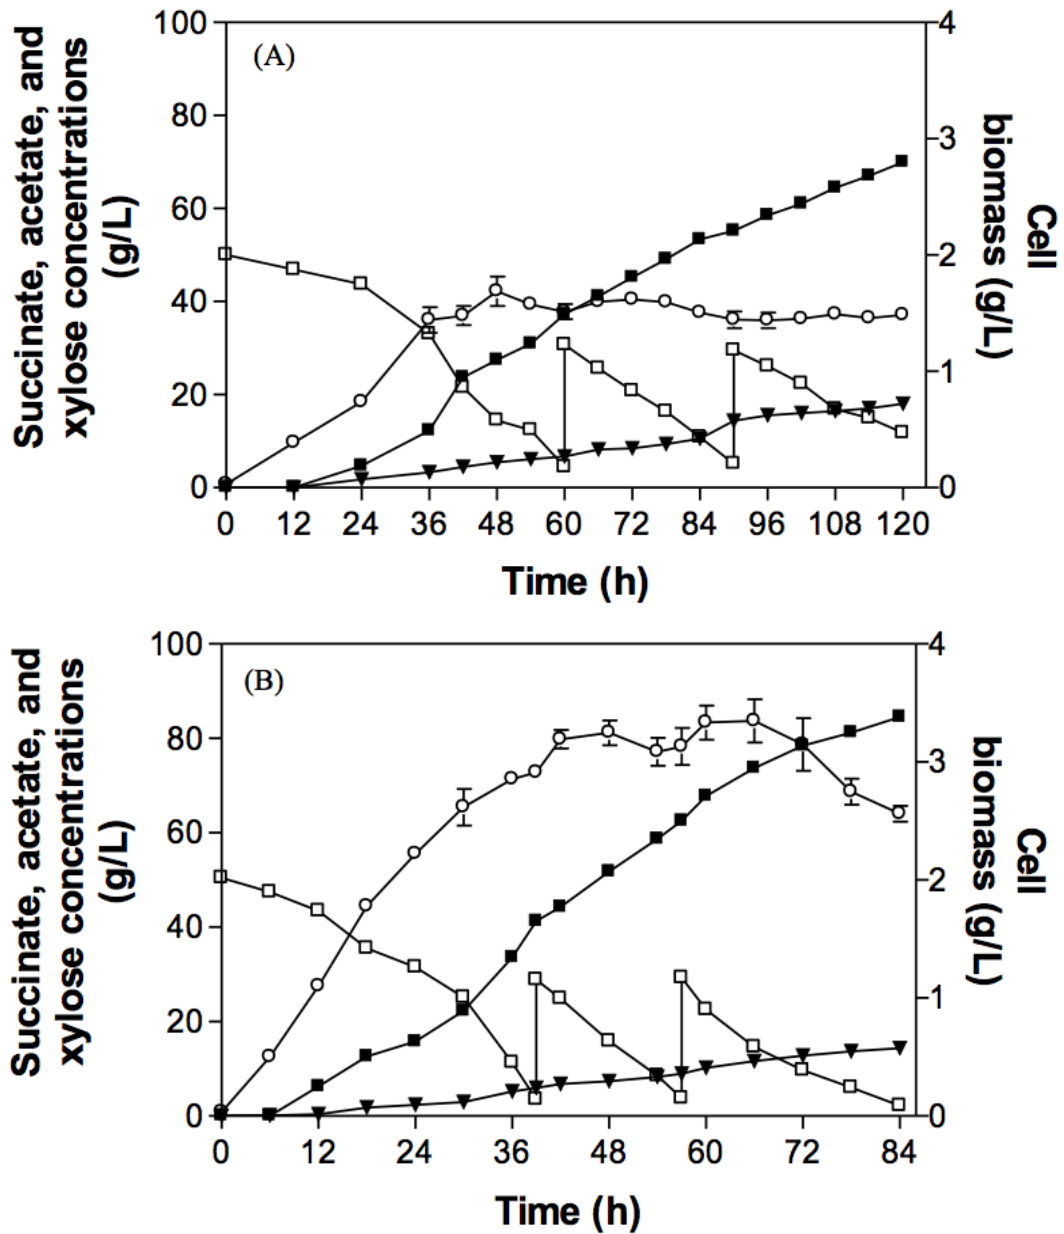 (A)
Succinate, acetate, and
xylose concentrations
(g/L)
100
80
60
40
20
0
4
3
2
1
0
Cell
biomass (g/L)
0 12 24 36 48 60 72 84 96 108 120
Time (h)
(B)
Succinate, acetate, and
xylose concentrations
(g/L)
100
80
60
40
20
0
4
3
2
1
0
Cell
biomass (g/L)
0 12 24 36 48 60 72 84
Time (h)